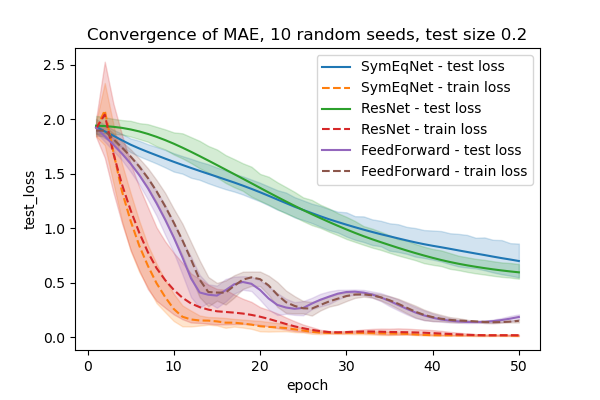 Convergence of MAE, 10 random seeds, test size 0.2
SymEqNet - test loss
SymEqNet - train loss
ResNet - test loss
ResNet - train loss
FeedForward - test loss
FeedForward - train loss
test_loss
2.5
2.0
1.5
1.0
0.5
0.0
0 10 20 30 40 50
epoch